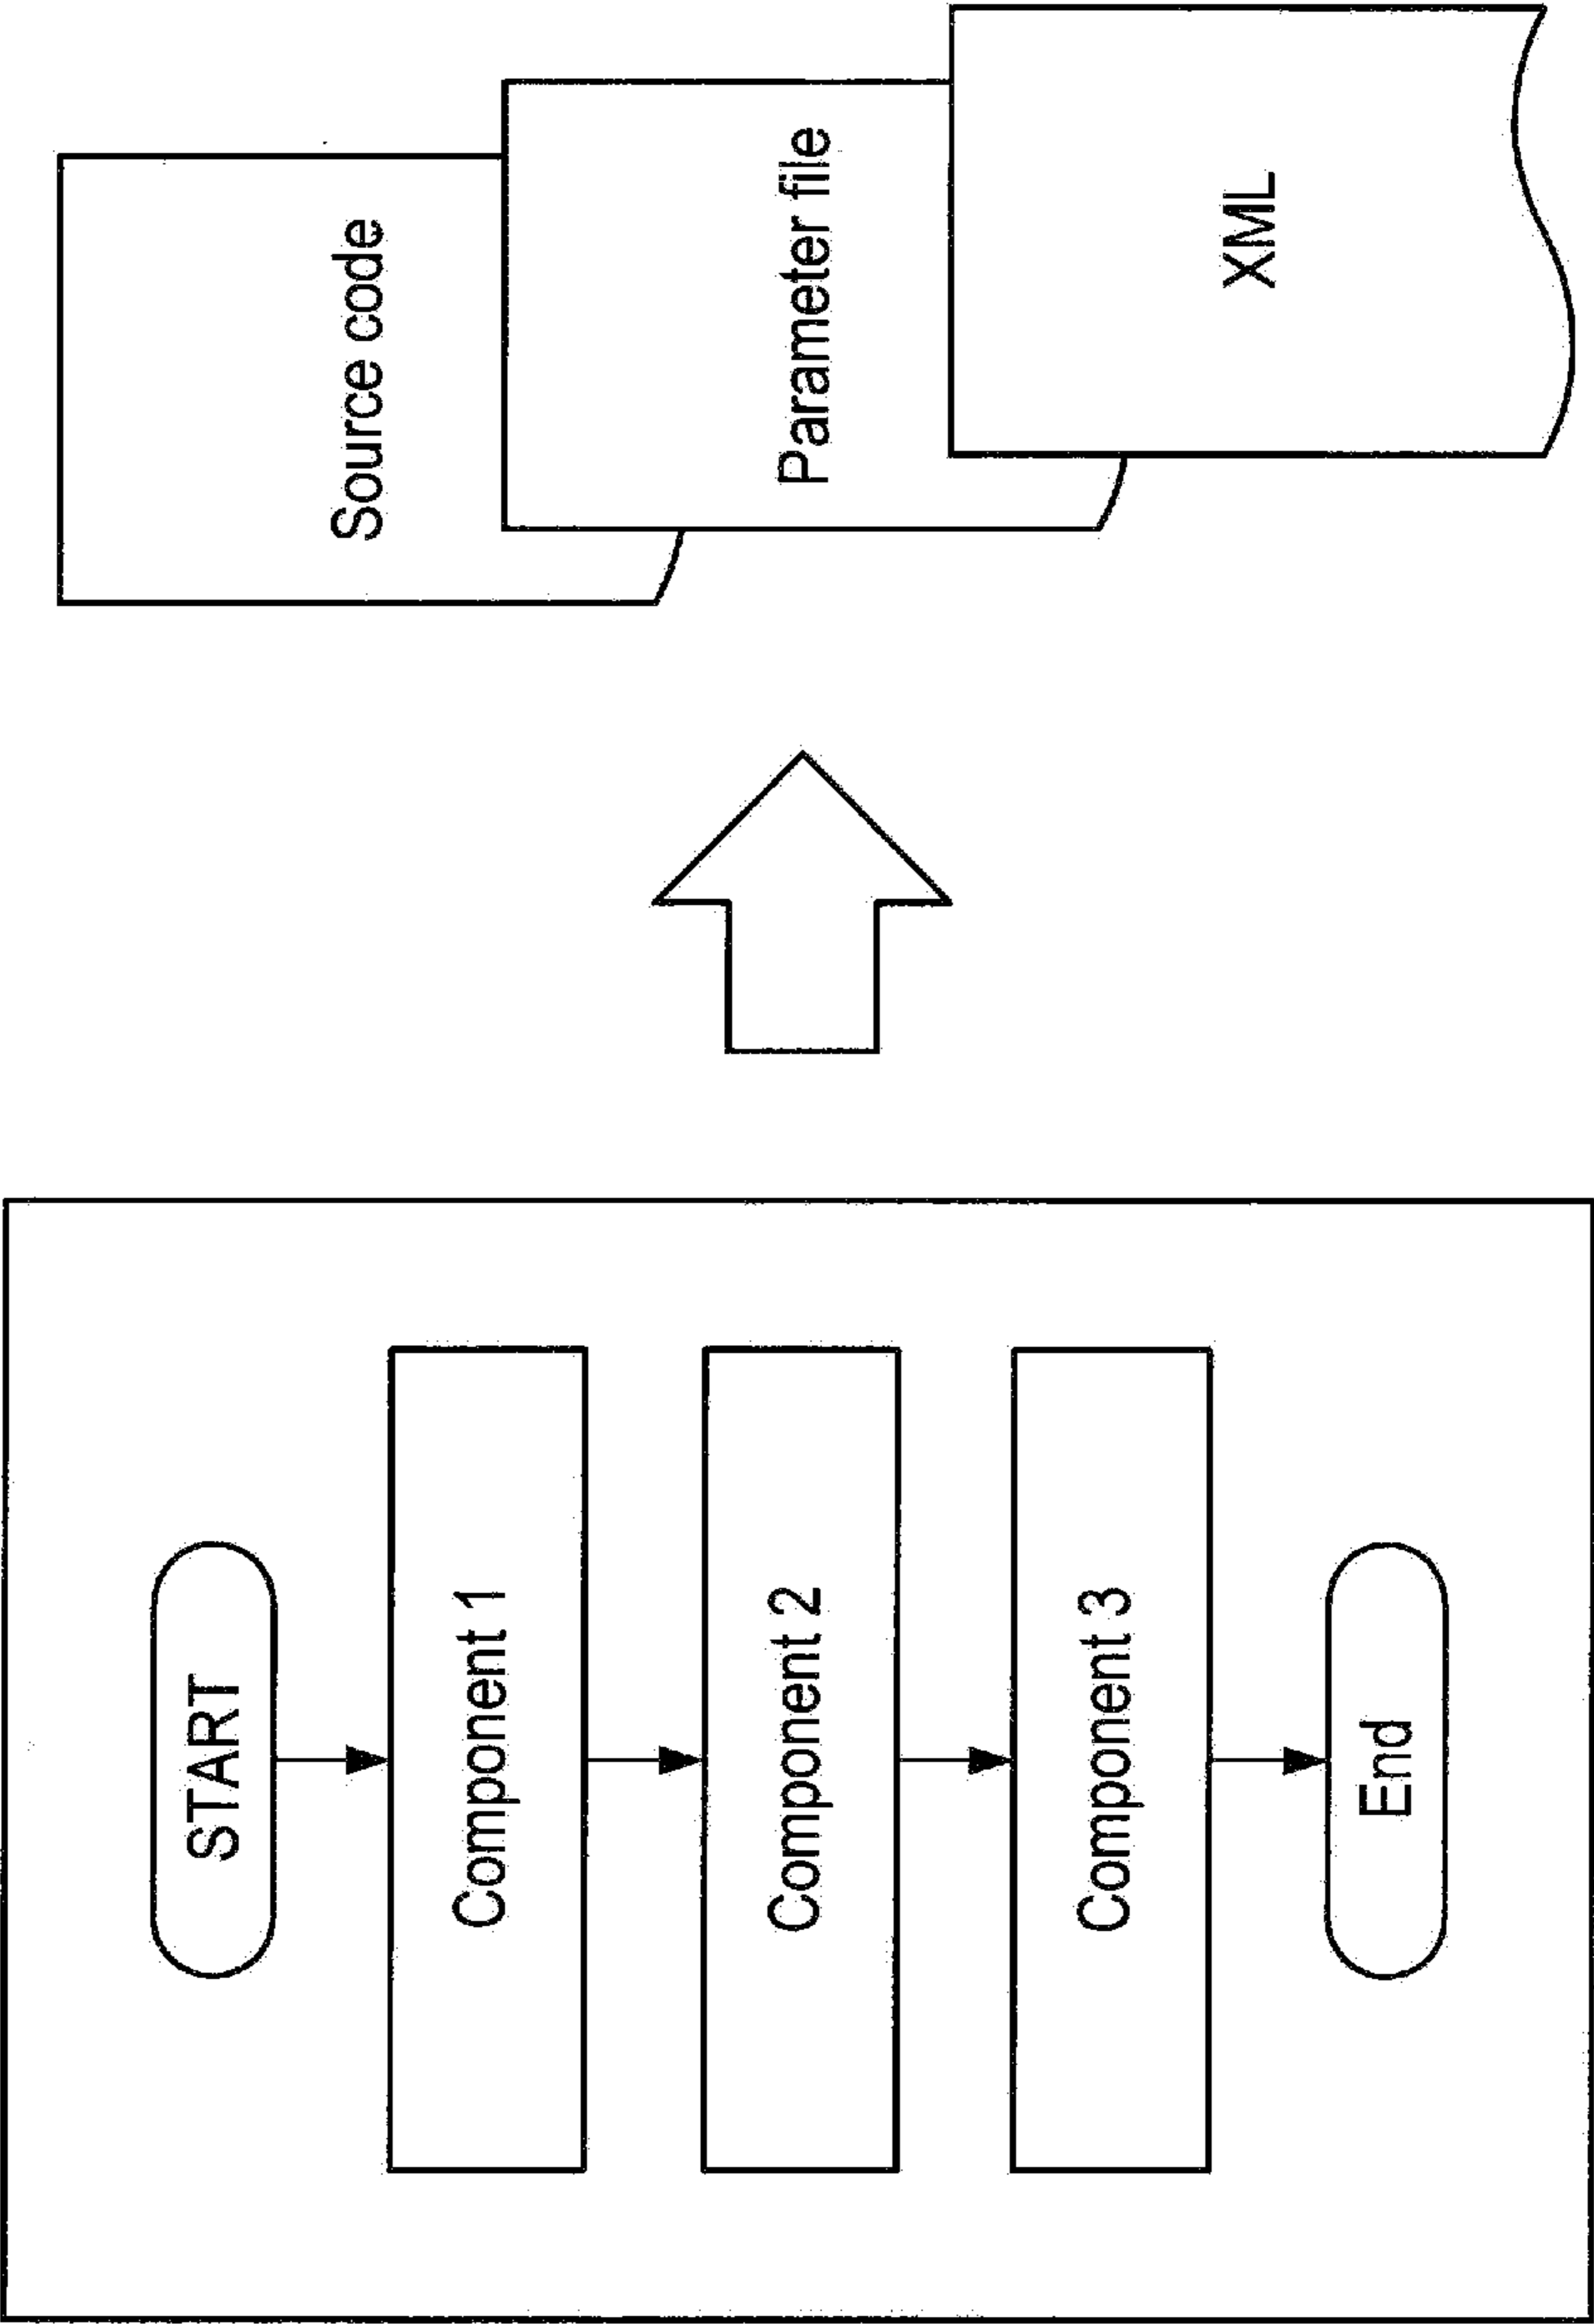 START
Component 1
Component 2
Component 3
End
Source code
Parameter file
XML